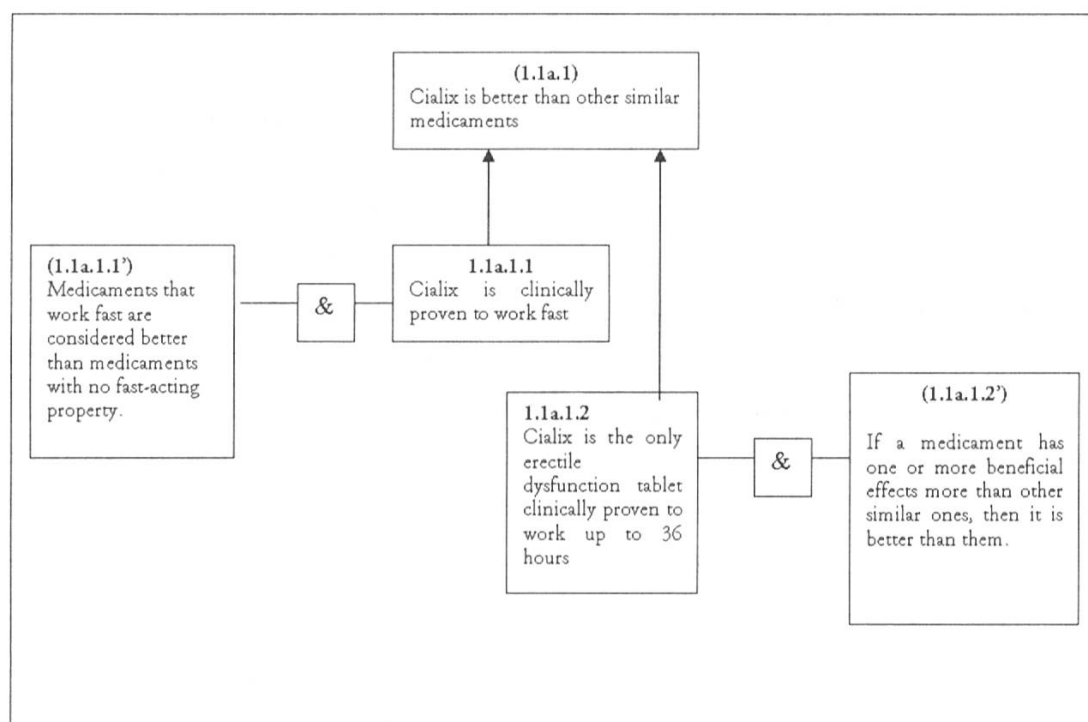 (1.1a.1)
Cialix is better than other similar
medicaments
(1.1a.1.1’)
Medicaments that
work fast are
considered better
than medicaments
with no fast-acting
property.
&
1.1a.1.1
Cialix is clinically
proven to work fast
1.1a.1.2
Cialix is the only
erectile
dysfunction tablet
clinically proven to
work up to 36
hours
&
(1.1a.1.2’)
If a medicament has
one or more beneficial
effects more than other
similar ones, then it is
better than them.